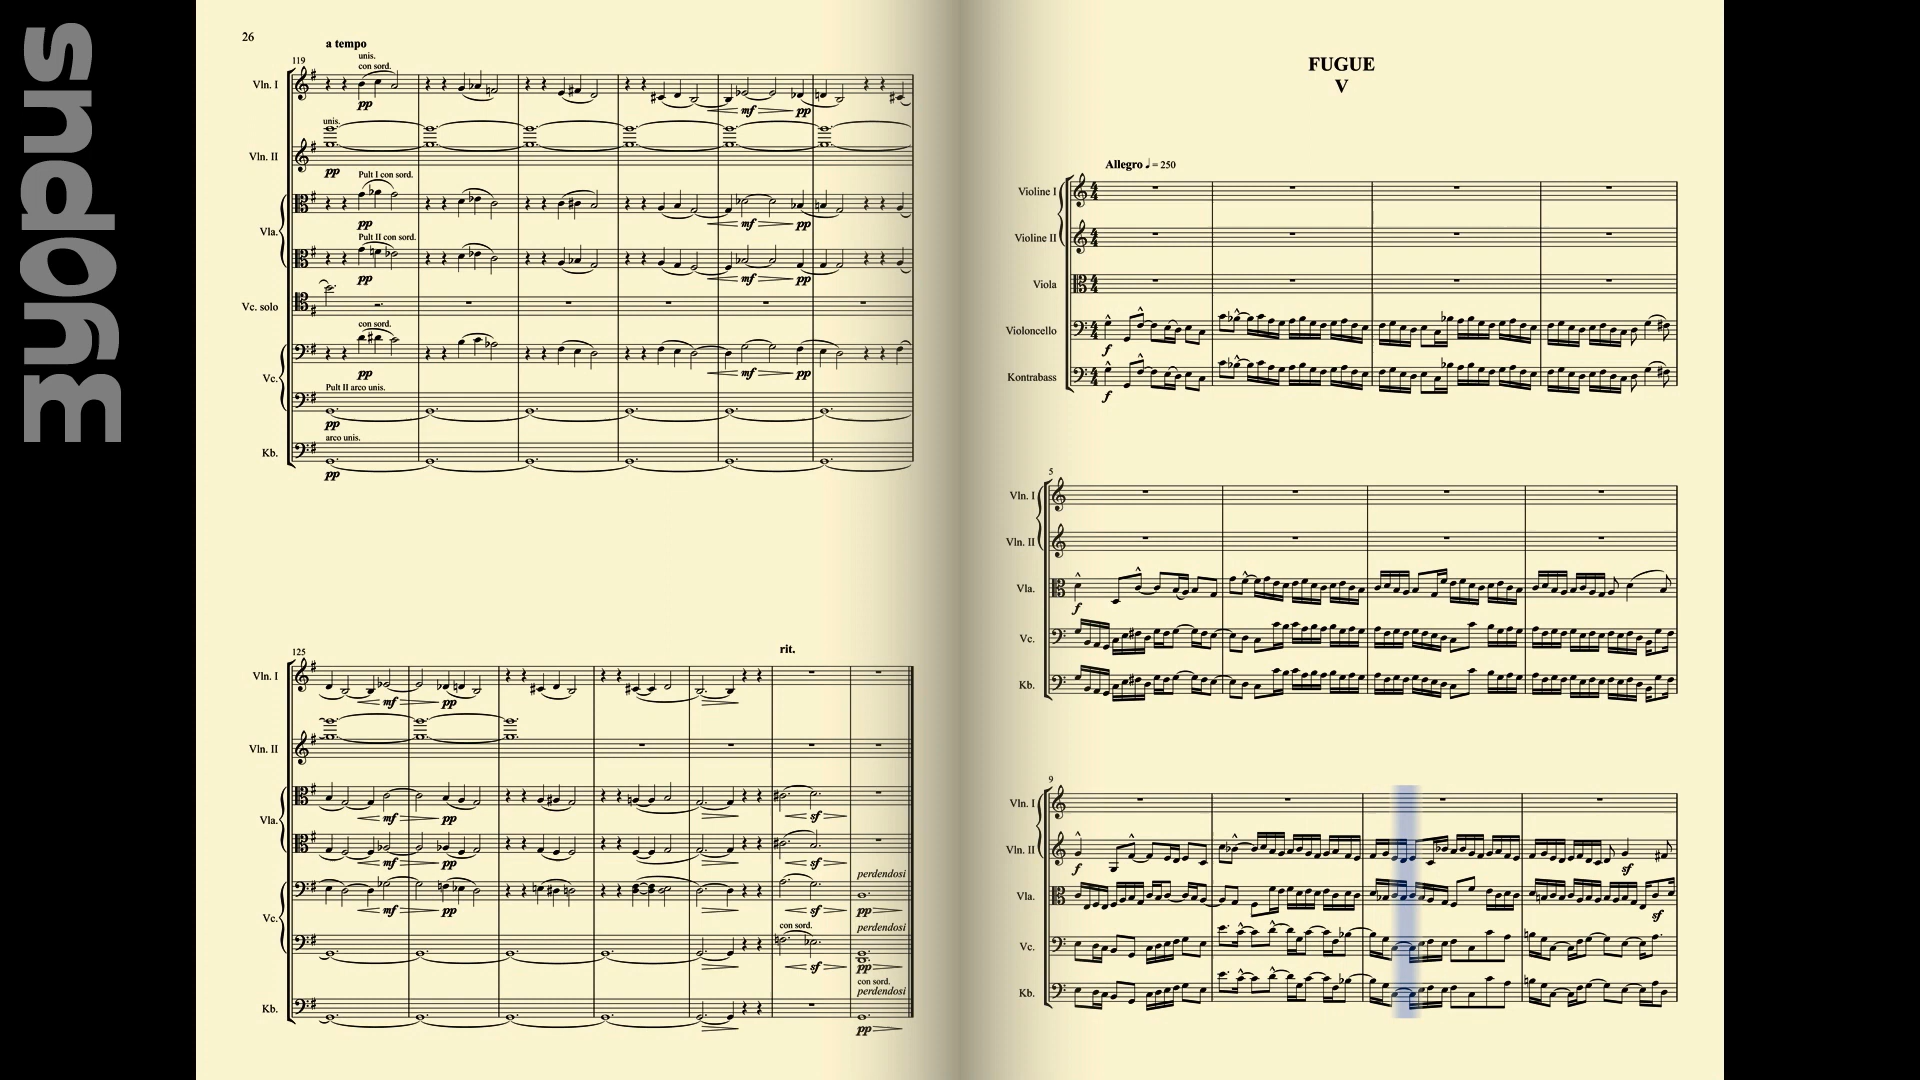 myopus
26
a tempo
119
unis.
con sord.
Vln. I
pp
mf
pp
unis.
Vln. II
pp
Pult I con sord.
pp
mf
pp
Vla.
Pult II con sord.
pp
mf
pp
Vc. solo
con sord.
pp
mf
pp
Vc.
Pult II arco unis.
pp
arco unis.
Kb.
pp
rit.
125
Vln. I
mf
pp
Vln. II
Vla.
mf
pp
sf
mf
pp
sf
perdendosi
Vc.
mf
pp
sf
pp
con sord.
perdendosi
sf
pp
con sord.
perdendosi
Kb.
pp
FUGUE
V
Allegro ♩ = 250
Violine I
Violine II
Viola
Violoncello
f
Kontrabass
f
5
Vln. I
Vln. II
Vla.
f
Vc.
Kb.
9
Vln. I
Vln. II
f
sf
Vla.
sf
Vc.
Kb.